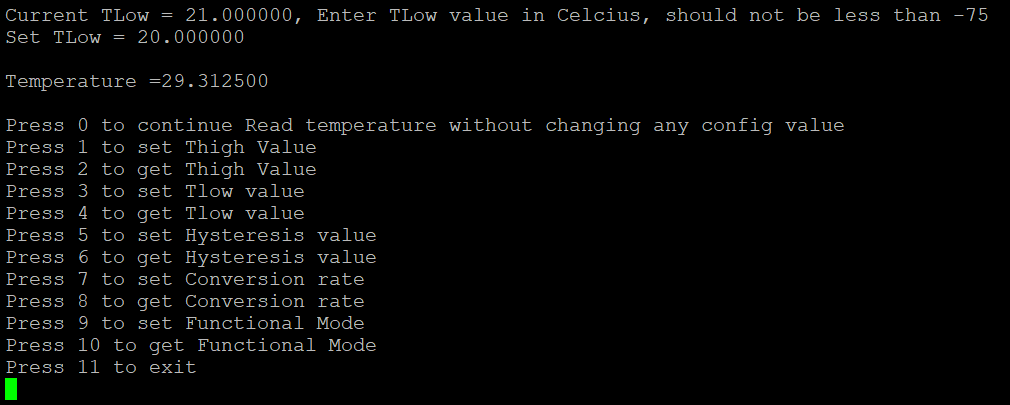 Current TLow = 21.000000, Enter TLow value in Celcius, should not be less than -75
Set TLow = 20.000000
Temperature =29.312500
Press 0 to continue Read temperature without changing any config value
Press 1 to set Thigh Value
Press 2 to get Thigh Value
Press 3 to set Tlow value
Press 4 to get Tlow value
Press 5 to set Hysteresis value
Press 6 to get Hysteresis value
Press 7 to set Conversion rate
Press 8 to get Conversion rate
Press 9 to set Functional Mode
Press 10 to get Functional Mode
Press 11 to exit